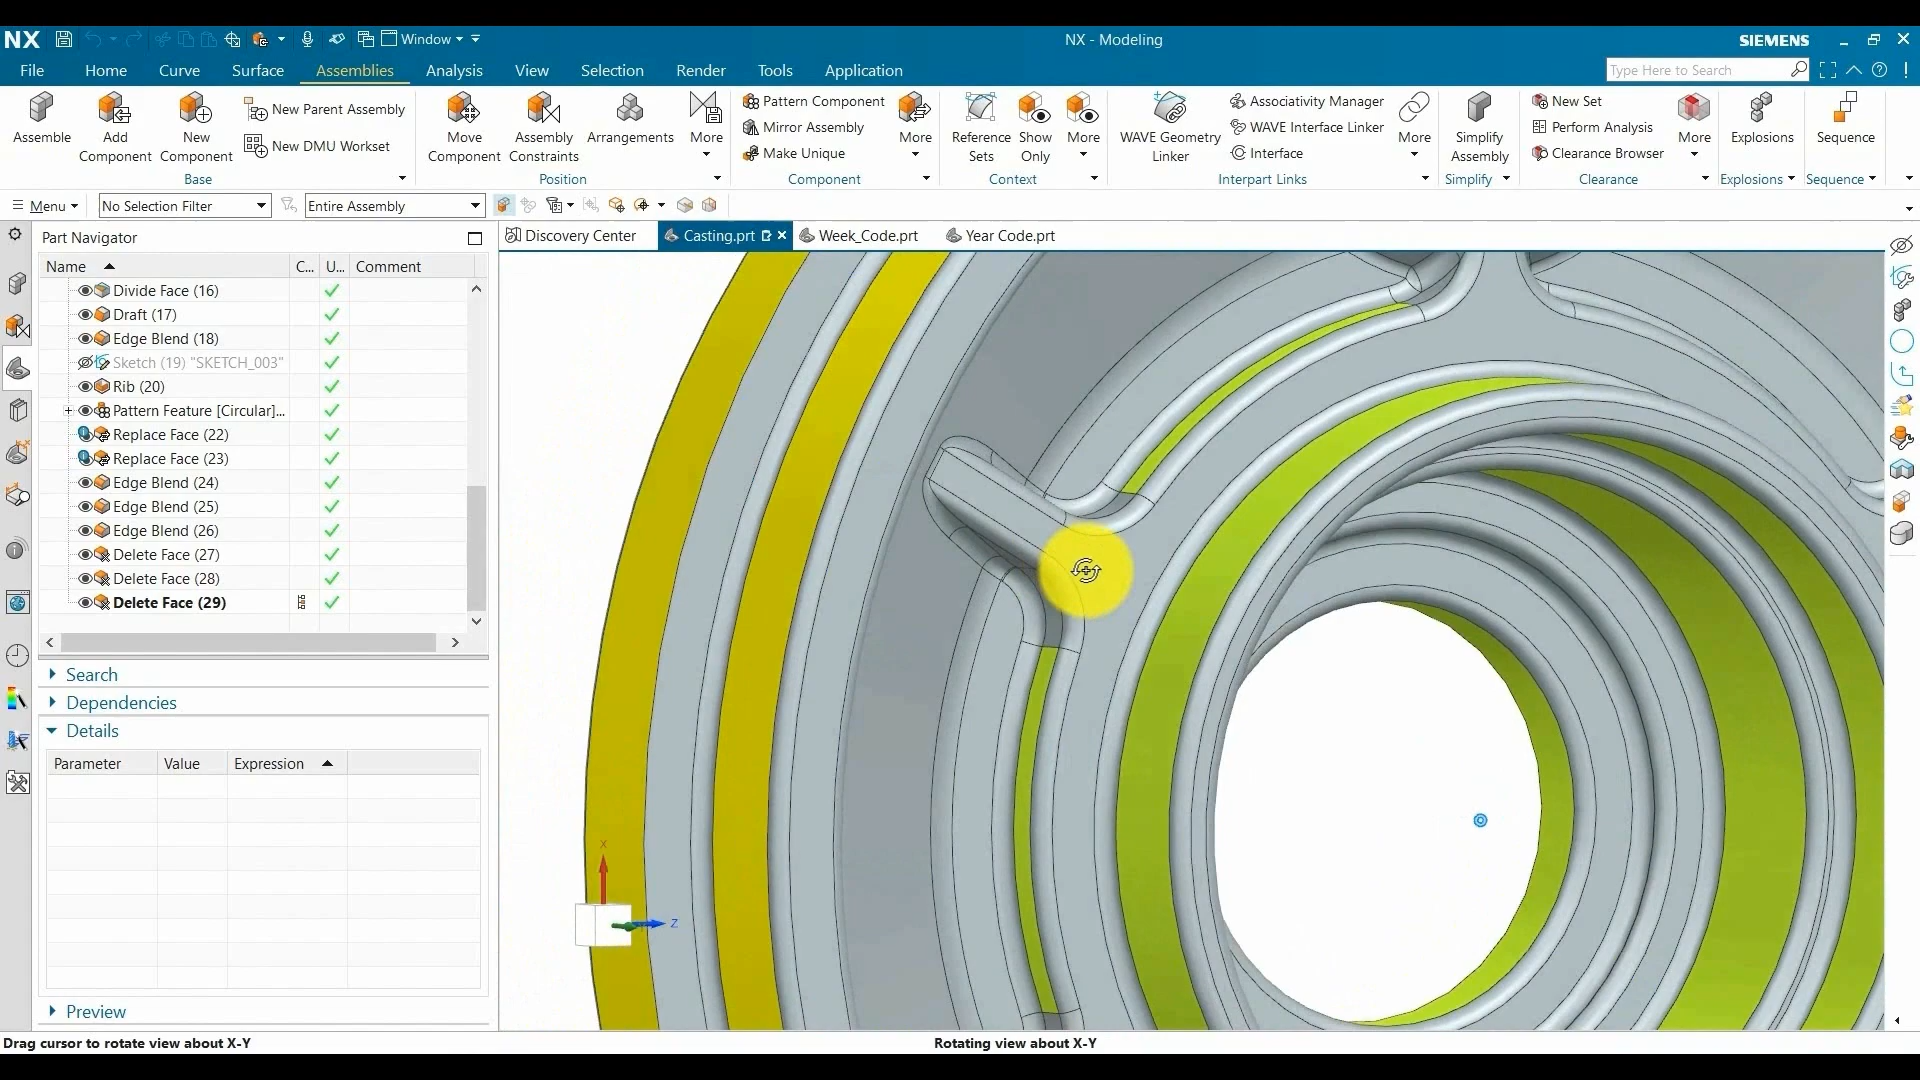 NX
Window
NX - Modeling
SIEMENS
File
Home
Curve
Surface
Assemblies
Analysis
View
Selection
Render
Tools
Application
Type Here to Search
Assemble
Add Component
New Component
New Parent Assembly
New DMU Workset
Base
Move Component
Assembly Constraints
Arrangements
More
Position
Pattern Component
Mirror Assembly
Make Unique
More
Component
Reference Sets
Show Only
More
Context
WAVE Geometry Linker
Associativity Manager
WAVE Interface Linker
Interface
More
Interpart Links
Simplify Assembly
Simplify
New Set
Perform Analysis
Clearance Browser
More
Clearance
Explosions
Explosions
Sequence
Sequence
Menu
No Selection Filter
Entire Assembly
Part Navigator
Discovery Center
Casting.prt
Week_Code.prt
Year Code.prt
Name C... U... Comment
Divide Face (16)
Draft (17)
Edge Blend (18)
Sketch (19) "SKETCH_003"
Rib (20)
Pattern Feature [Circular]...
Replace Face (22)
Replace Face (23)
Edge Blend (24)
Edge Blend (25)
Edge Blend (26)
Delete Face (27)
Delete Face (28)
Delete Face (29)
Search
Dependencies
Details
Parameter Value Expression
Preview
X
Z
Drag cursor to rotate view about X-Y
Rotating view about X-Y